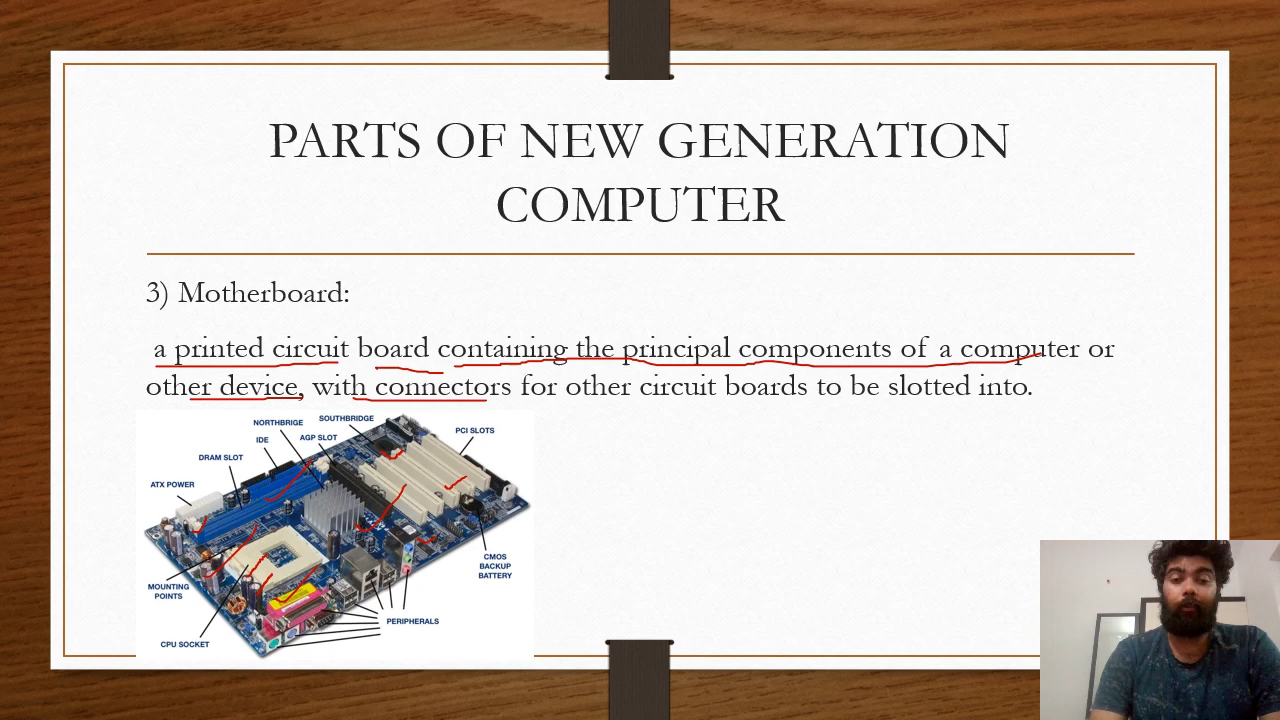 PARTS OF NEW GENERATION
COMPUTER
3) Motherboard:
a printed circuit board containing the principal components of a computer or
other device, with connectors for other circuit boards to be slotted into.
SOUTHBRIDGE
NORTHBRIGE
AGP SLOT
PCI SLOTS
IDE
DRAM SLOT
ATX POWER
CMOS
BACKUP
BATTERY
MOUNTING
POINTS
PERIPHERALS
CPU SOCKET